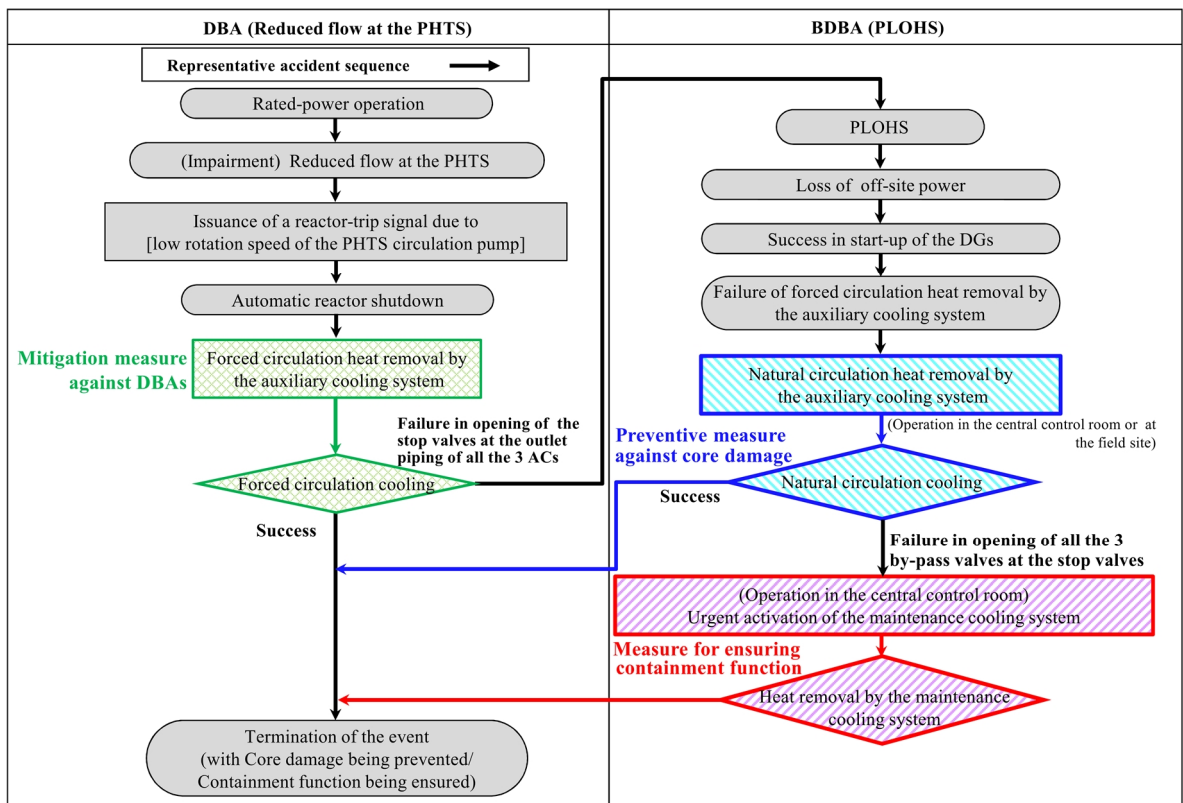 DBA (Reduced flow at the PHTS)
BDBA (PLOHS)
Representative accident sequence
Rated-power operation
(Impairment) Reduced flow at the PHTS
Issuance of a reactor-trip signal due to
[low rotation speed of the PHTS circulation pump]
Automatic reactor shutdown
Mitigation measure
against DBAs
Forced circulation heat removal by
the auxiliary cooling system
Failure in opening of the
stop valves at the outlet
piping of all the 3 ACs
Forced circulation cooling
Success
Termination of the event
(with Core damage being prevented/
Containment function being ensured)
PLOHS
Loss of off-site power
Success in start-up of the DGs
Failure of forced circulation heat removal by
the auxiliary cooling system
Natural circulation heat removal by
the auxiliary cooling system
(Operation in the central control room or at
the field site)
Preventive measure
against core damage
Natural circulation cooling
Success
Failure in opening of all the 3
by-pass valves at the stop valves
(Operation in the central control room)
Urgent activation of the maintenance cooling system
Measure for ensuring
containment function
Heat removal by the maintenance
cooling system